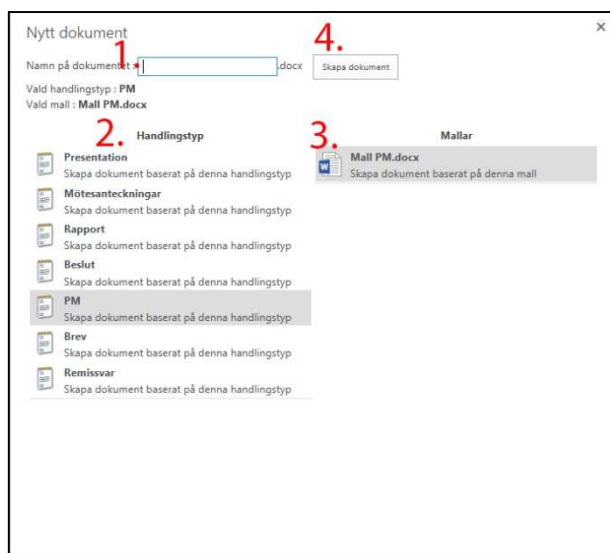 Nytt dokument
×
1.
4.
Namn på dokumentet : .docx
Skapa dokument
Vald handlingstyp : PM
Vald mall : Mall PM.docx
2. Handlingstyp
Presentation
Skapa dokument baserat på denna handlingstyp
Mötesanteckningar
Skapa dokument baserat på denna handlingstyp
Rapport
Skapa dokument baserat på denna handlingstyp
Beslut
Skapa dokument baserat på denna handlingstyp
PM
Skapa dokument baserat på denna handlingstyp
Brev
Skapa dokument baserat på denna handlingstyp
Remissvar
Skapa dokument baserat på denna handlingstyp
3. Mallar
Mall PM.docx
Skapa dokument baserat på denna mall